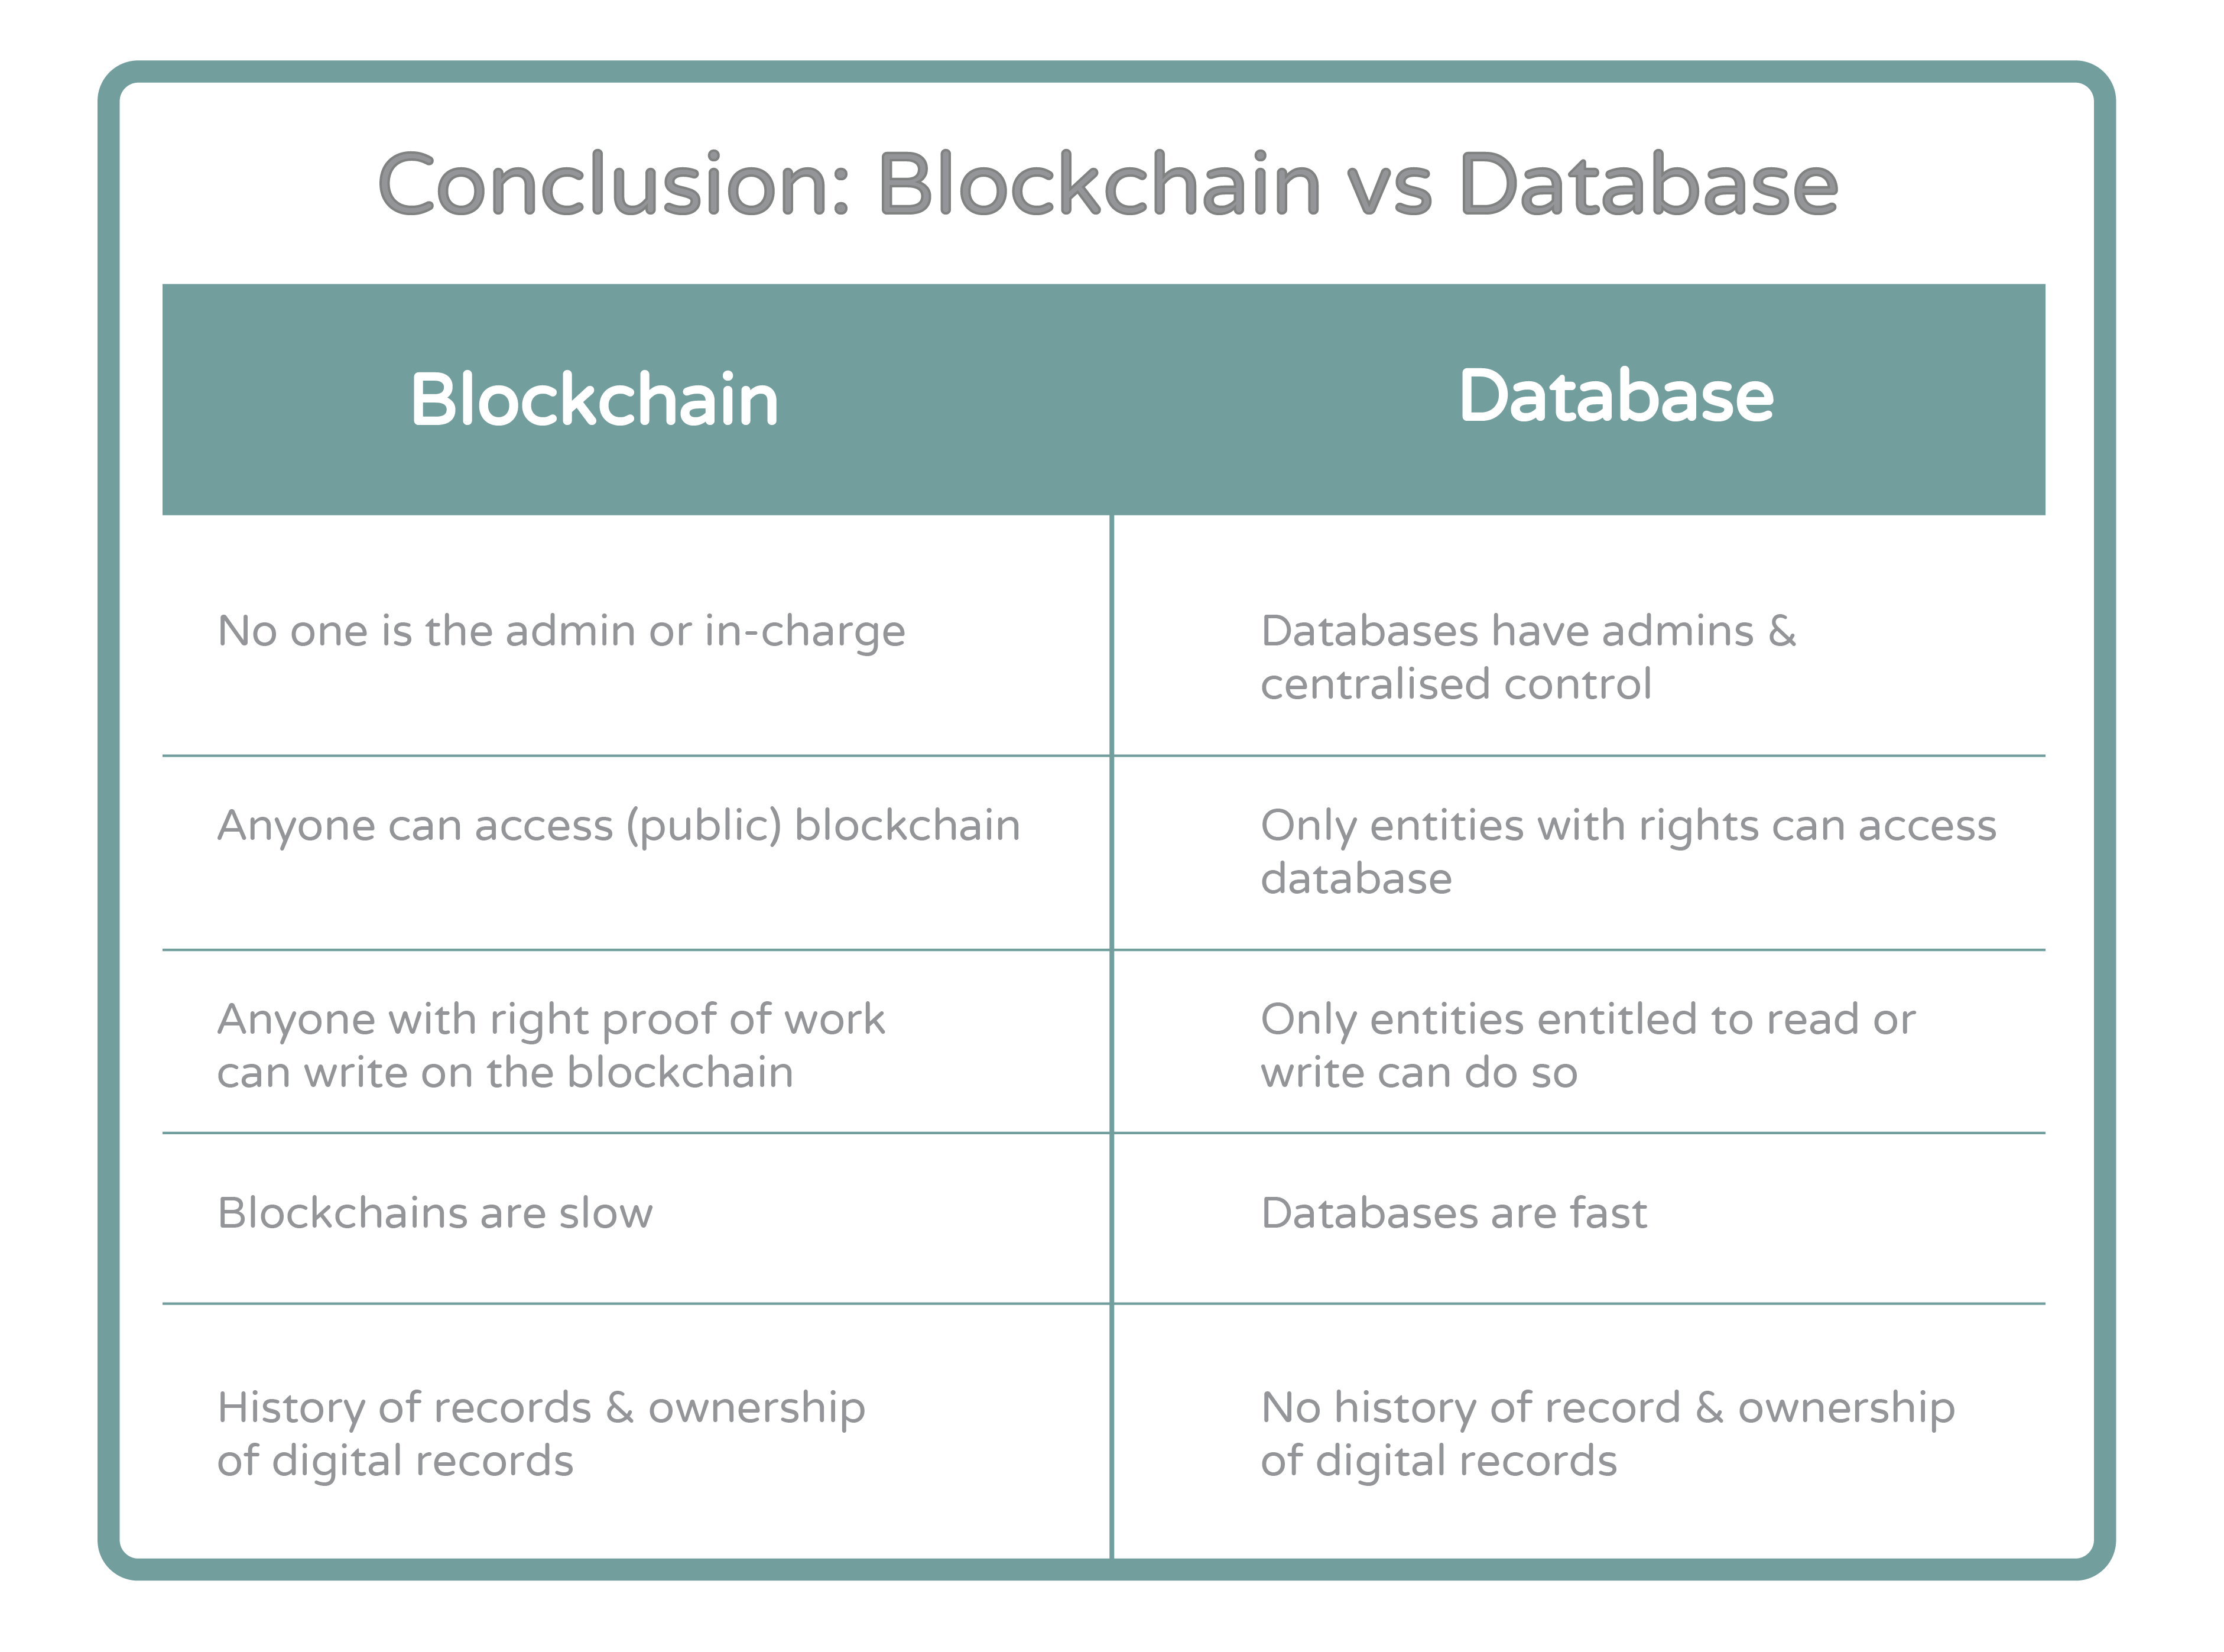 Conclusion: Blockchain vs Database
Blockchain
Database
No one is the admin or in-charge
Databases have admins &
centralised control
Anyone can access (public) blockchain
Only entities with rights can access
database
Anyone with right proof of work
can write on the blockchain
Only entities entitled to read or
write can do so
Blockchains are slow
Databases are fast
History of records & ownership
of digital records
No history of record & ownership
of digital records